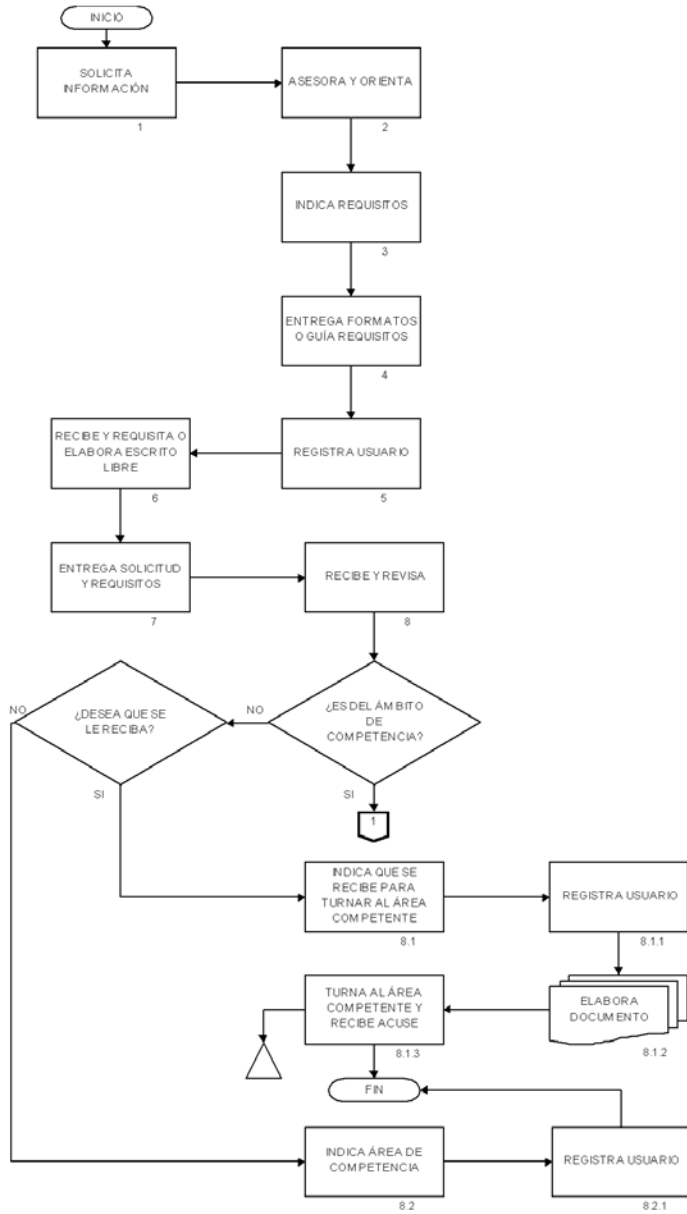 INICIO
SOLICITA
INFORMACIÓN
1
ASESORA Y ORIENTA
2
INDICA REQUISITOS
3
ENTREGA FORMATOS
O GUÍA REQUISITOS
4
REGISTRA USUARIO
5
RECIBE Y REQUISITA O
ELABORA ESCRITO
LIBRE
6
ENTREGA SOLICITUD
Y REQUISITOS
7
RECIBE Y REVISA
8
¿ES DEL ÁMBITO
DE
COMPETENCIA?
NO
SI
1
¿DESEA QUE SE
LE RECIBA?
NO
SI
INDICA QUE SE
RECIBE PARA
TURNAR AL ÁREA
COMPETENTE
8.1
REGISTRA USUARIO
8.1.1
ELABORA
DOCUMENTO
8.1.2
TURNA AL ÁREA
COMPETENTE Y
RECIBE ACUSE
8.1.3
FIN
INDICA ÁREA DE
COMPETENCIA
8.2
REGISTRA USUARIO
8.2.1